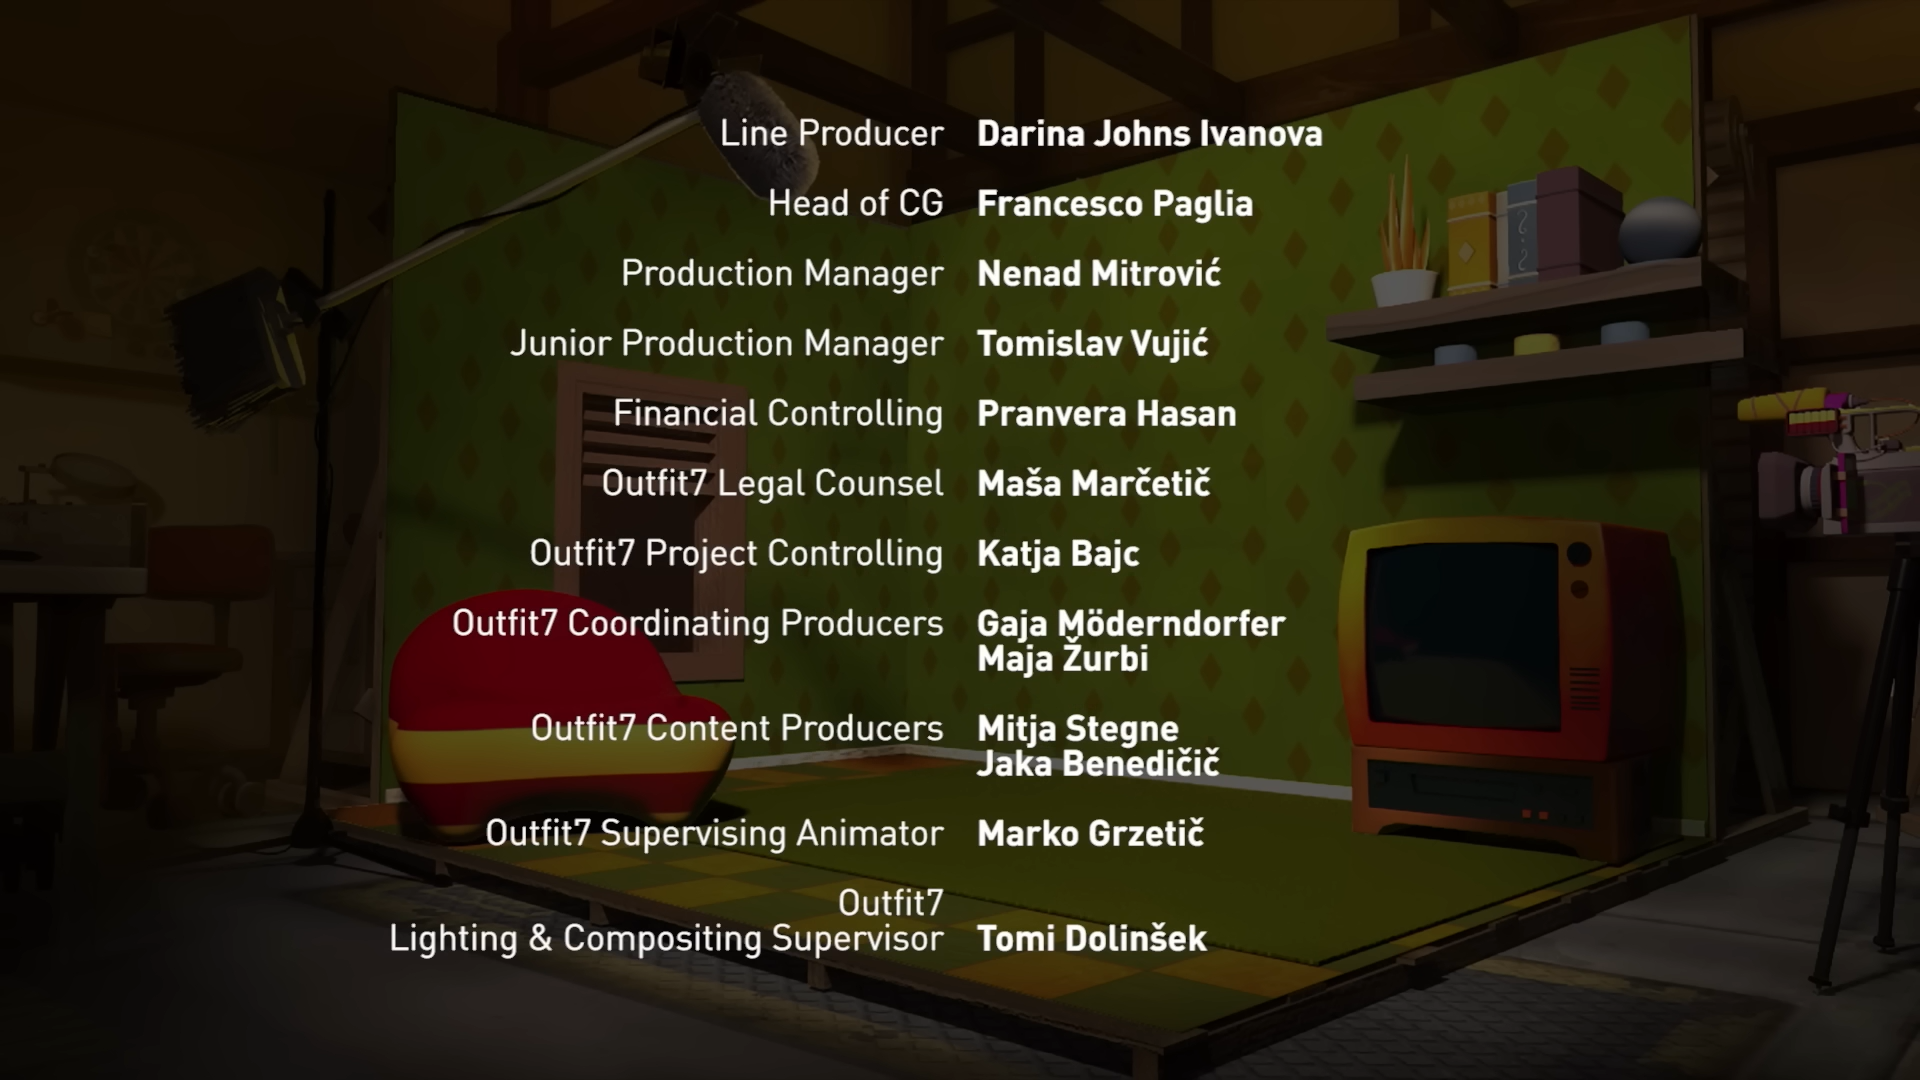 Line Producer Darina Johns Ivanova
Head of CG Francesco Paglia
Production Manager Nenad Mitrović
Junior Production Manager Tomislav Vujić
Financial Controlling Pranvera Hasan
Outfit7 Legal Counsel Maša Marčetič
Outfit7 Project Controlling Katja Bajc
Outfit7 Coordinating Producers Gaja Möderndorfer
Maja Žurbi
Outfit7 Content Producers Mitja Stegne
Jaka Benedičič
Outfit7 Supervising Animator Marko Grzetič
Outfit7
Lighting & Compositing Supervisor Tomi Dolinšek